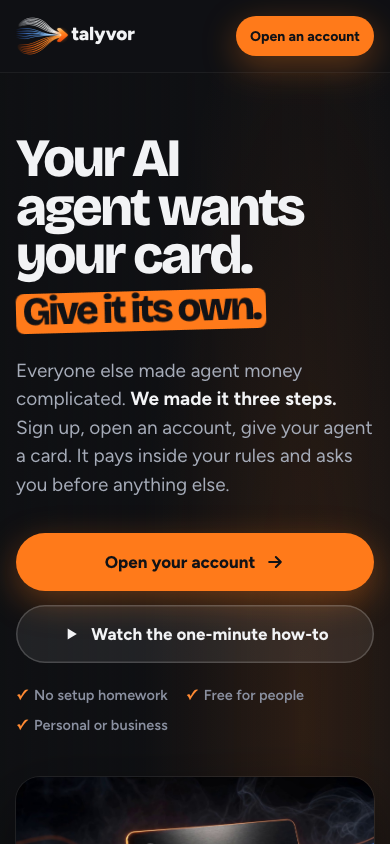 talyvor
Open an account
Your AI
agent wants
your card.
Give it its own.
Everyone else made agent money
complicated. We made it three steps.
Sign up, open an account, give your agent
a card. It pays inside your rules and asks
you before anything else.
Open your account →
Watch the one-minute how-to
✓ No setup homework ✓ Free for people
✓ Personal or business